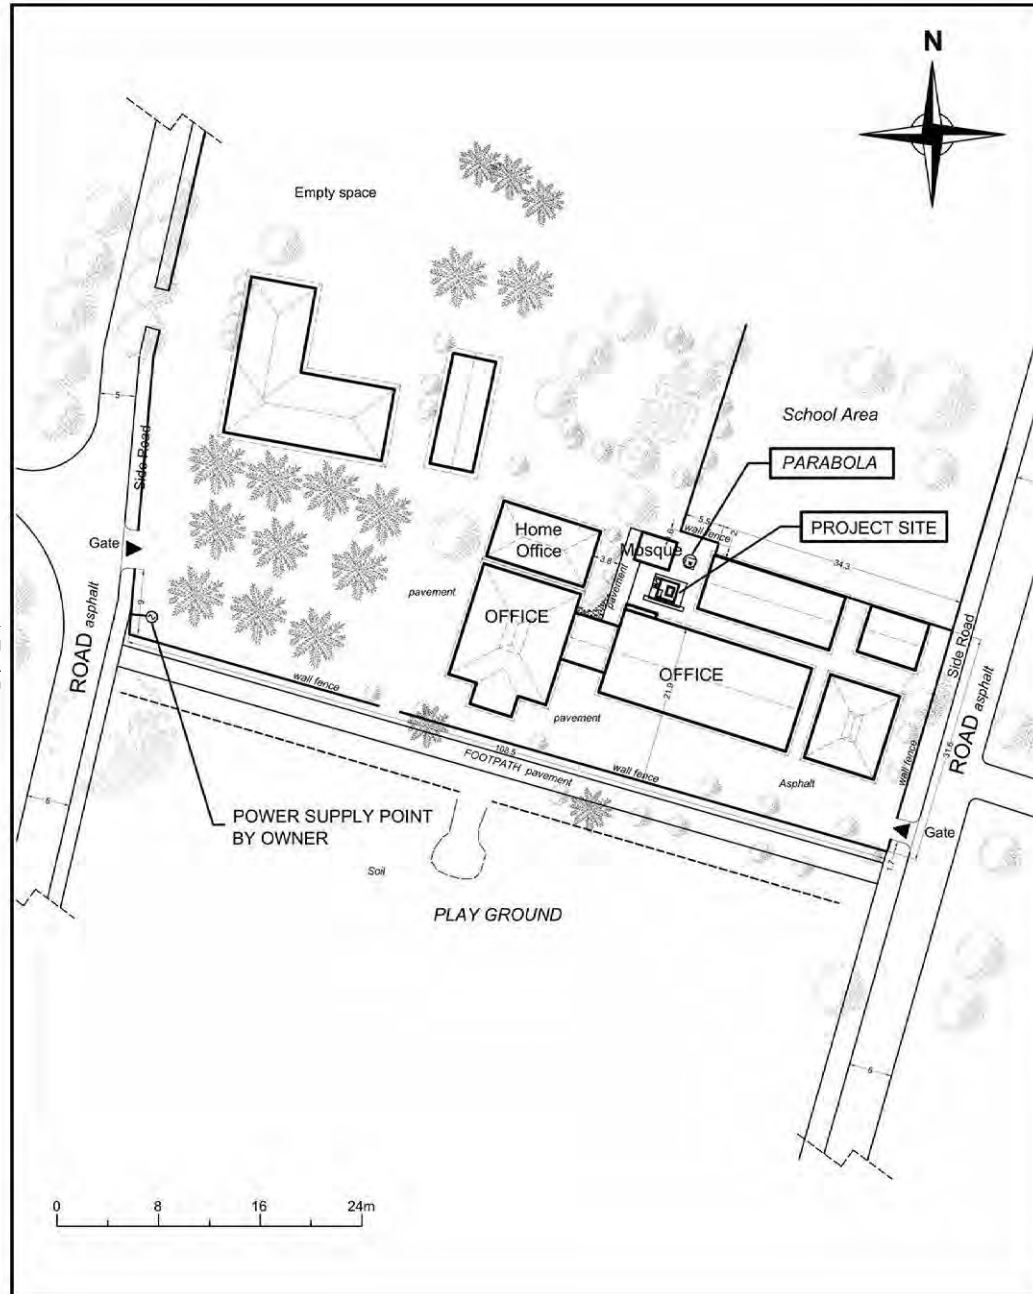 N
Empty space
5
School Area
PARABOLA
Side Road
5.5
2
wall fence
PROJECT SITE
Gate
Home
Office
3.8
Mosque
34.3
pavement
pavement
6
OFFICE
OFFICE
Side Road
ROAD asphalt
ROAD asphalt
wall fence
21.9
pavement
108.5
wall fence
FOOTPATH pavement
Asphalt
wall fence
31.6
6
POWER SUPPLY POINT
BY OWNER
Gate
1.7
Soil
PLAY GROUND
6
0 8 16 24m